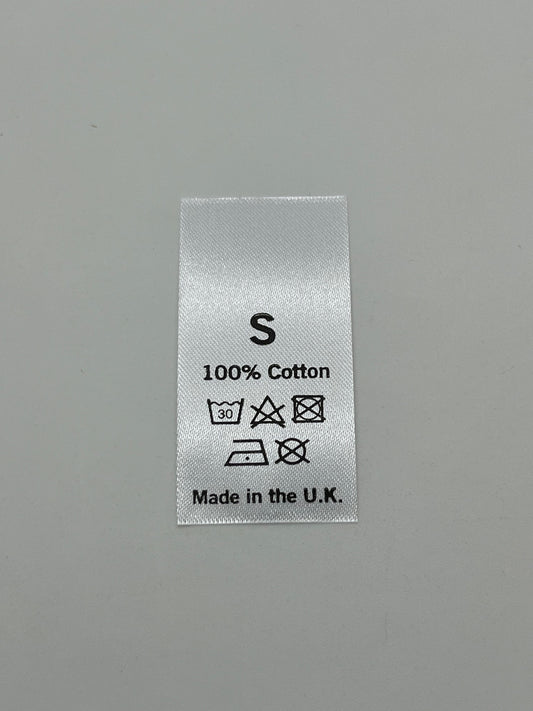 S
100% Cotton
30
Made in the U.K.